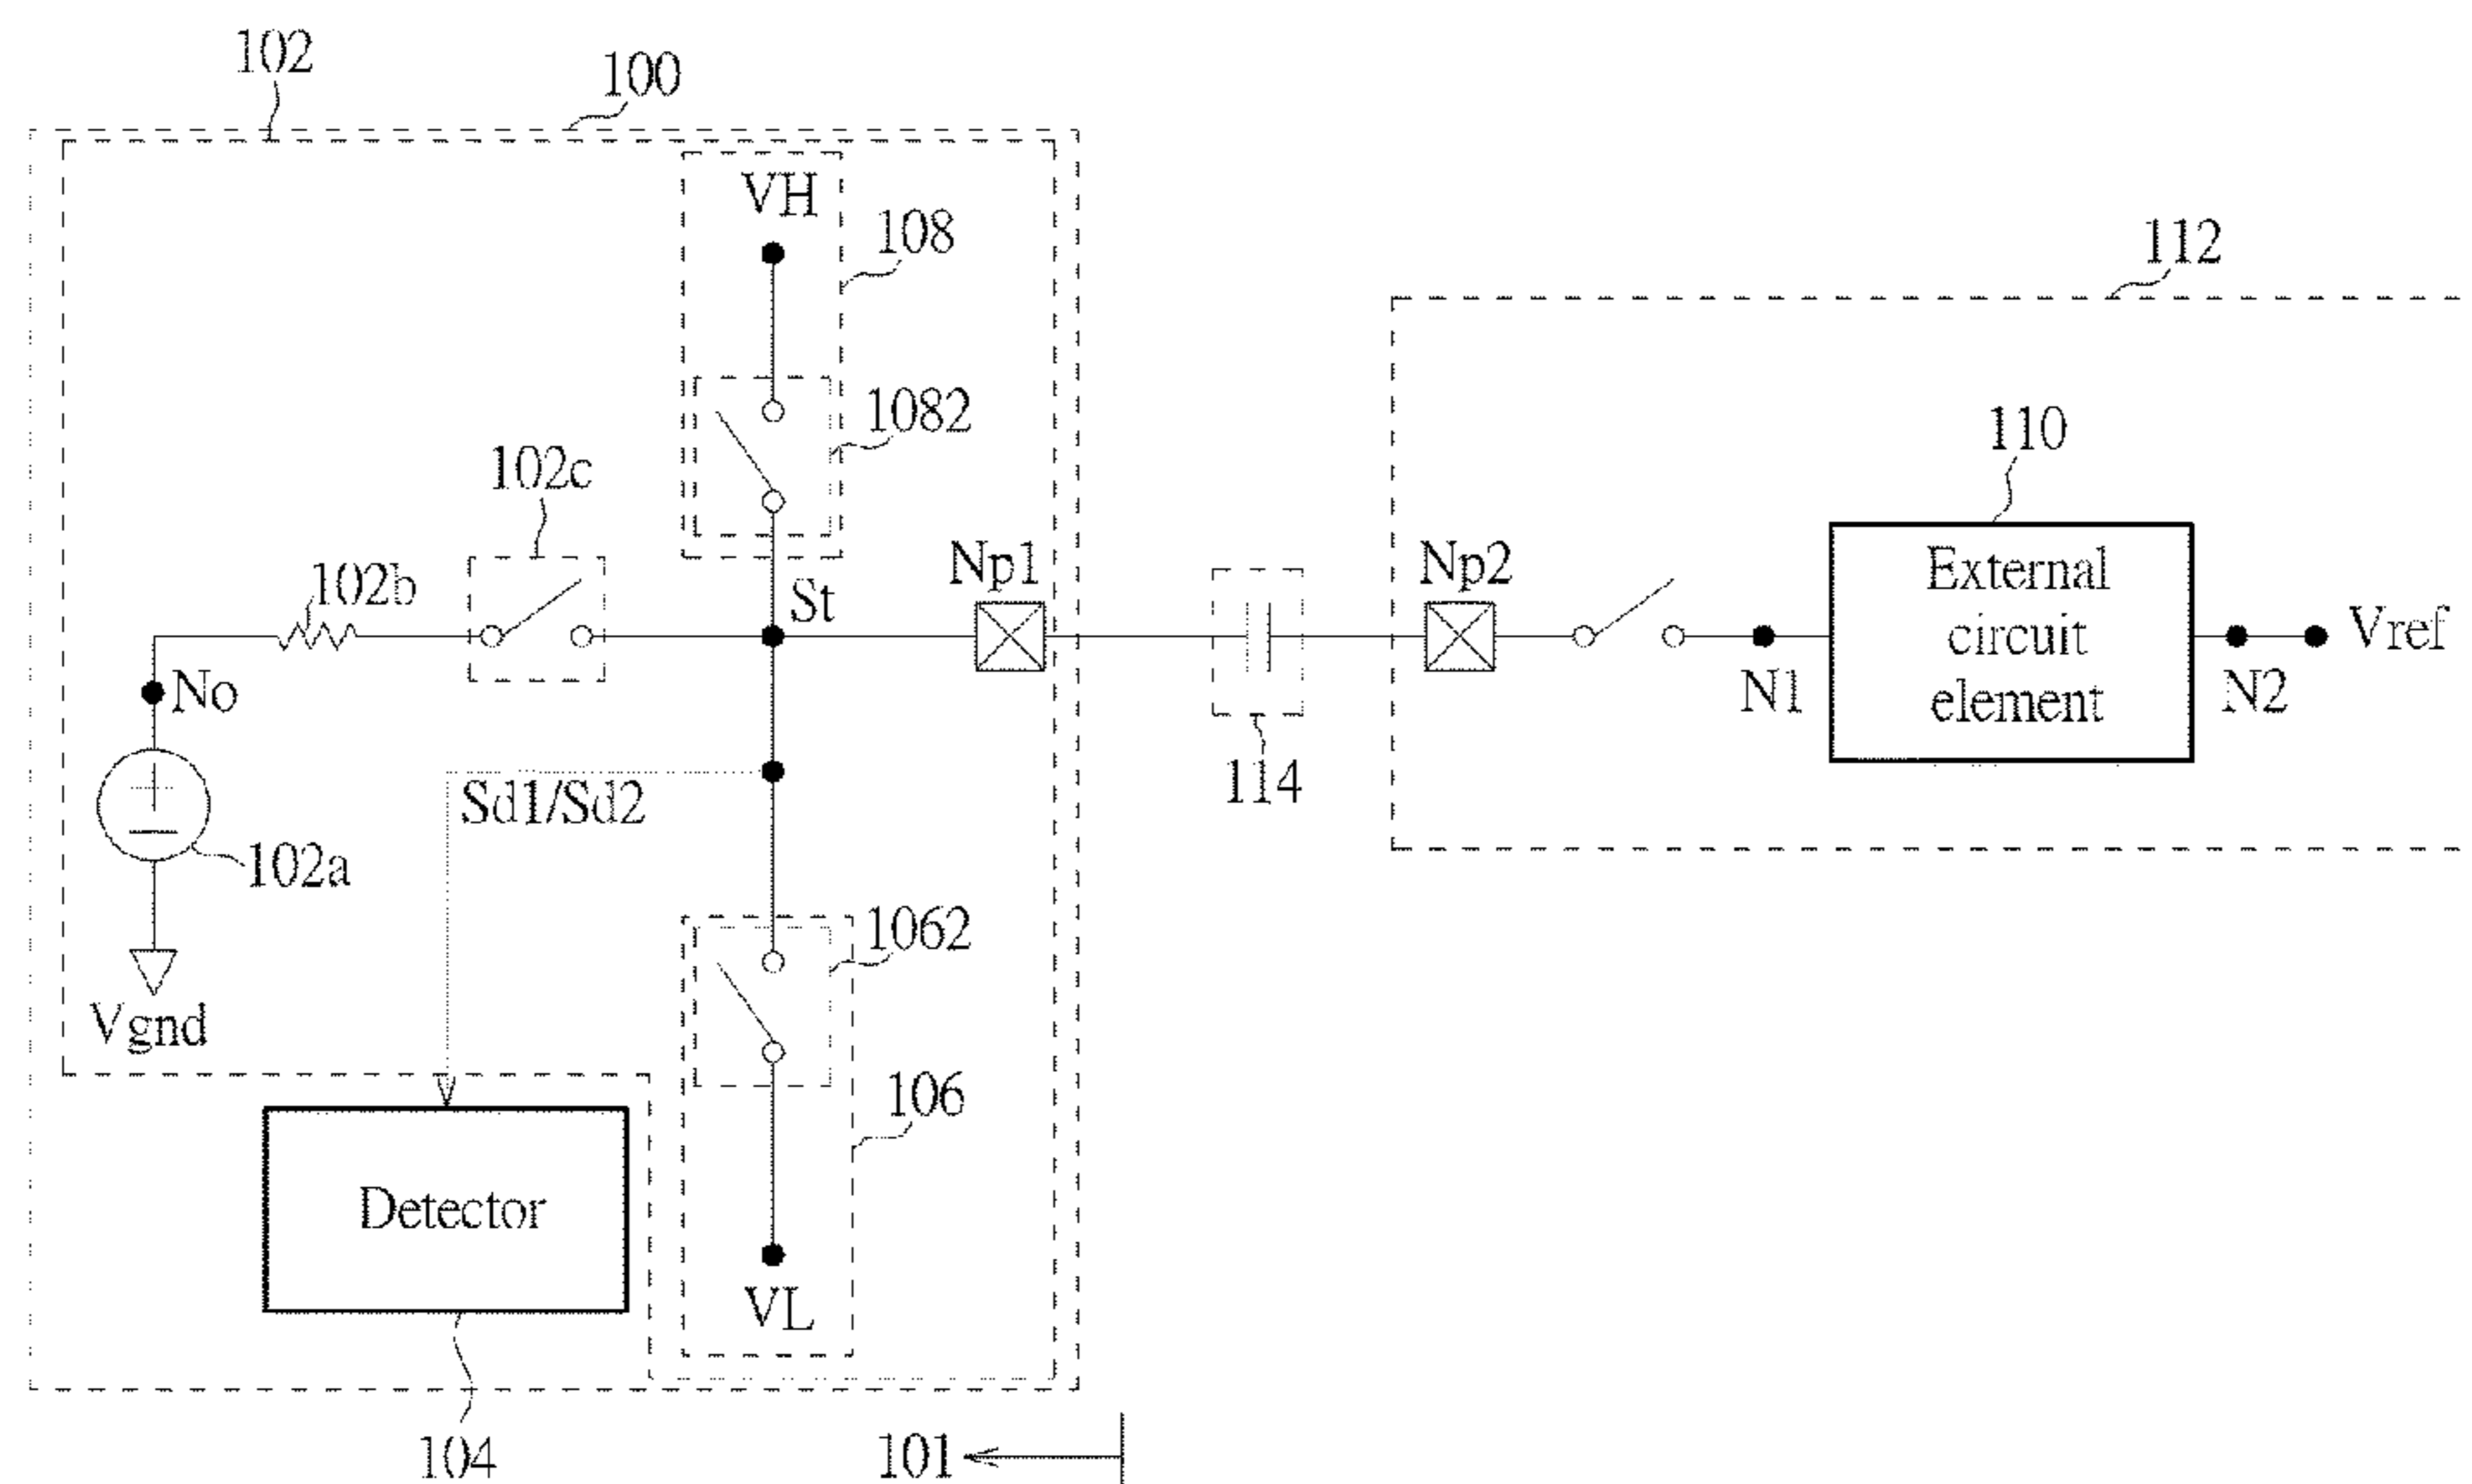 102
100
VH
108
112
1082
110
102c
102b
St
Np1
Np2
External
circuit
element
Vref
No
N1
N2
Sd1/Sd2
114
102a
1062
Vgnd
106
Detector
VL
104
101